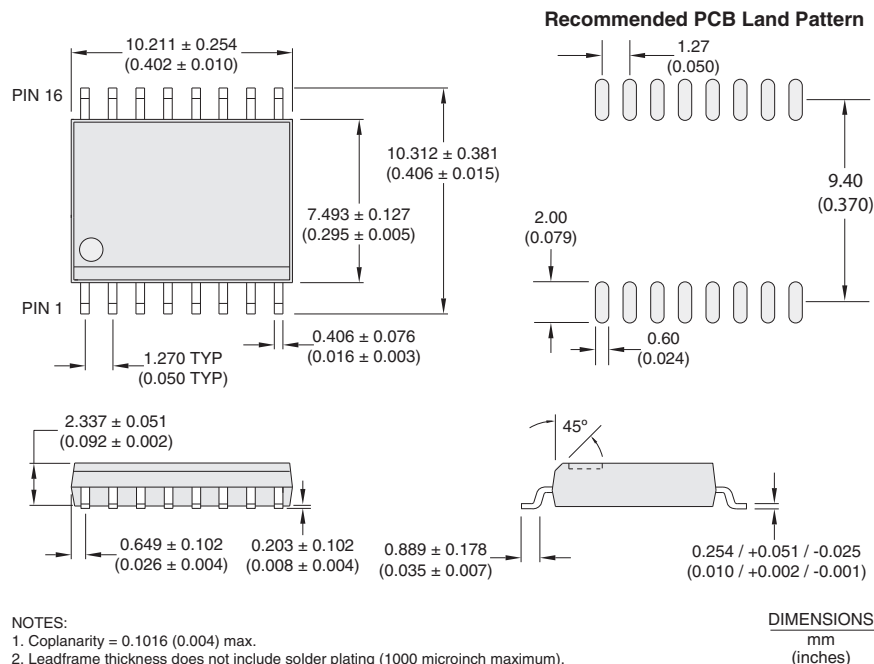 Recommended PCB Land Pattern
10.211 ± 0.254
(0.402 ± 0.010)
PIN 16
10.312 ± 0.381
(0.406 ± 0.015)
7.493 ± 0.127
(0.295 ± 0.005)
PIN 1
1.270 TYP
(0.050 TYP)
0.406 ± 0.076
(0.016 ± 0.003)
1.27
(0.050)
9.40
(0.370)
2.00
(0.079)
0.60
(0.024)
2.337 ± 0.051
(0.092 ± 0.002)
0.649 ± 0.102
(0.026 ± 0.004)
0.203 ± 0.102
(0.008 ± 0.004)
45º
0.889 ± 0.178
(0.035 ± 0.007)
0.254 / +0.051 / -0.025
(0.010 / +0.002 / -0.001)
NOTES:
1. Coplanarity = 0.1016 (0.004) max.
2. Leadframe thickness does not include solder plating (1000 microinch maximum).
DIMENSIONS
mm
(inches)